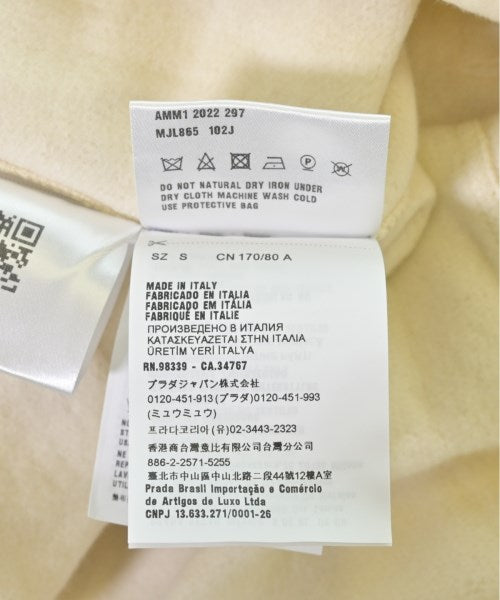 AMM1 2022 297
MJL865 102J
DO NOT NATURAL DRY IRON UNDER
DRY CLOTH MACHINE WASH COLD
USE PROTECTIVE BAG
SZ S CN 170/80 A
MADE IN ITALY
FABRICADO EN ITALIA
FABRICADO EM ITÁLIA
FABRIQUÉ EN ITALIE
ПРОИЗВЕДЕНО В ИТАЛИЯ
ΚΑΤΑΣΚΕΥΑΖΕΤΑΙ ΣΤΗΝ ΙΤΑΛΙΑ
ÜRETİM YERİ İTALYA
RN.98339 - CA.34767
プラダジャパン株式会社
0120-451-913(プラダ)0120-451-993
(ミュウミュウ)
프라다코리아 (유)02-3443-2323
香港商台灣意比有限公司台灣分公司
886-2-2571-5255
臺北市中山區中山北路二段44號12樓A室
Prada Brasil Importação e Comércio
de Artigos de Luxo Ltda
CNPJ 13.633.271/0001-26